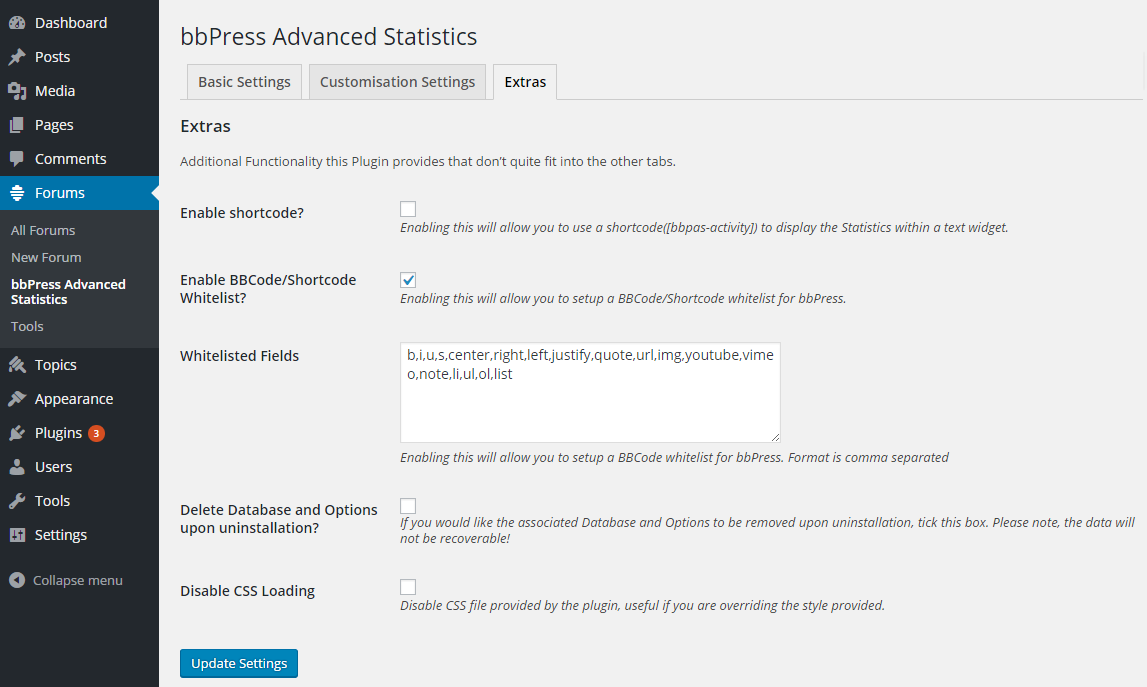 Dashboard
Posts
Media
Pages
Comments
Forums
All Forums
New Forum
bbPress Advanced
Statistics
Tools
Topics
Appearance
Plugins 3
Users
Tools
Settings
Collapse menu
bbPress Advanced Statistics
Basic Settings
Customisation Settings
Extras
Extras
Additional Functionality this Plugin provides that don't quite fit into the other tabs.
Enable shortcode?
Enabling this will allow you to use a shortcode([bbpas-activity]) to display the Statistics within a text widget.
Enable BBCode/Shortcode
Whitelist?
Enabling this will allow you to setup a BBCode/Shortcode whitelist for bbPress.
Whitelisted Fields
b,i,u,s,center,right,left,justify,quote,url,img,youtube,vime
o,note,li,ul,ol,list
Enabling this will allow you to setup a BBCode whitelist for bbPress. Format is comma separated
Delete Database and Options
upon uninstallation?
If you would like the associated Database and Options to be removed upon uninstallation, tick this box. Please note, the data will
not be recoverable!
Disable CSS Loading
Disable CSS file provided by the plugin, useful if you are overriding the style provided.
Update Settings